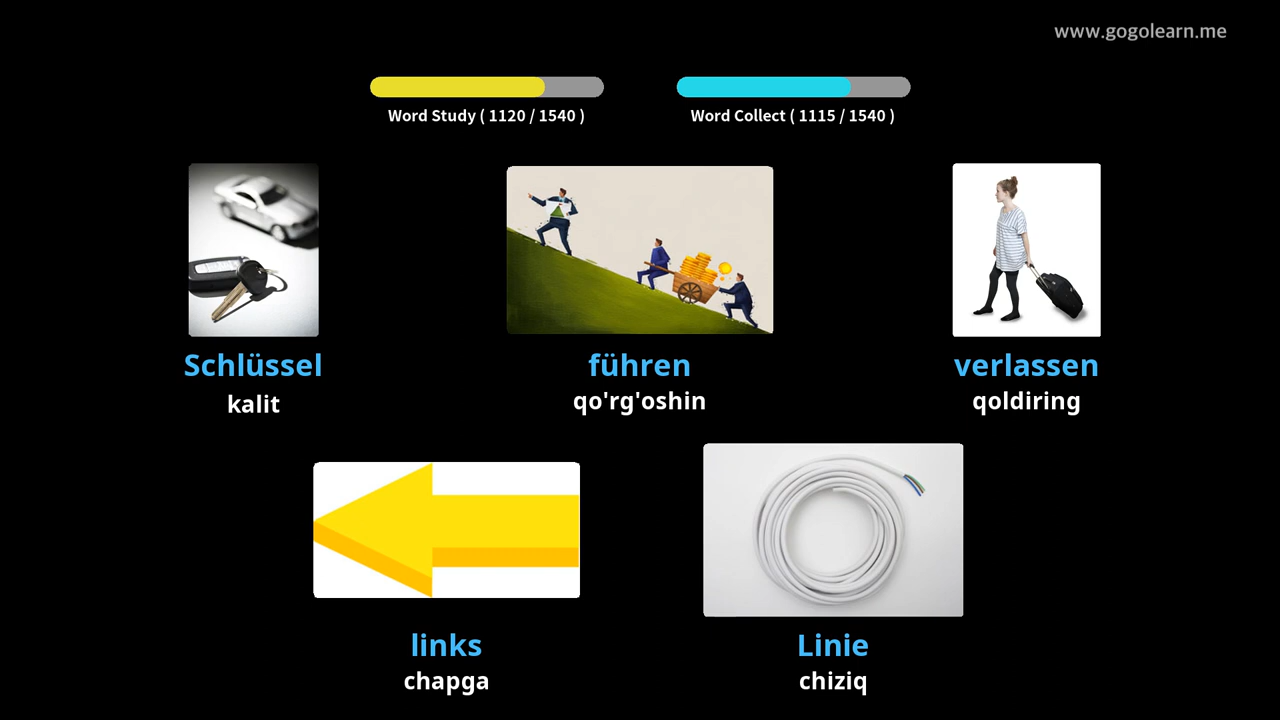 www.gogolearn.me
Word Study ( 1120 / 1540 )
Word Collect ( 1115 / 1540 )
Schlüssel
kalit
führen
qo'rg'oshin
verlassen
qoldiring
links
chapga
Linie
chiziq